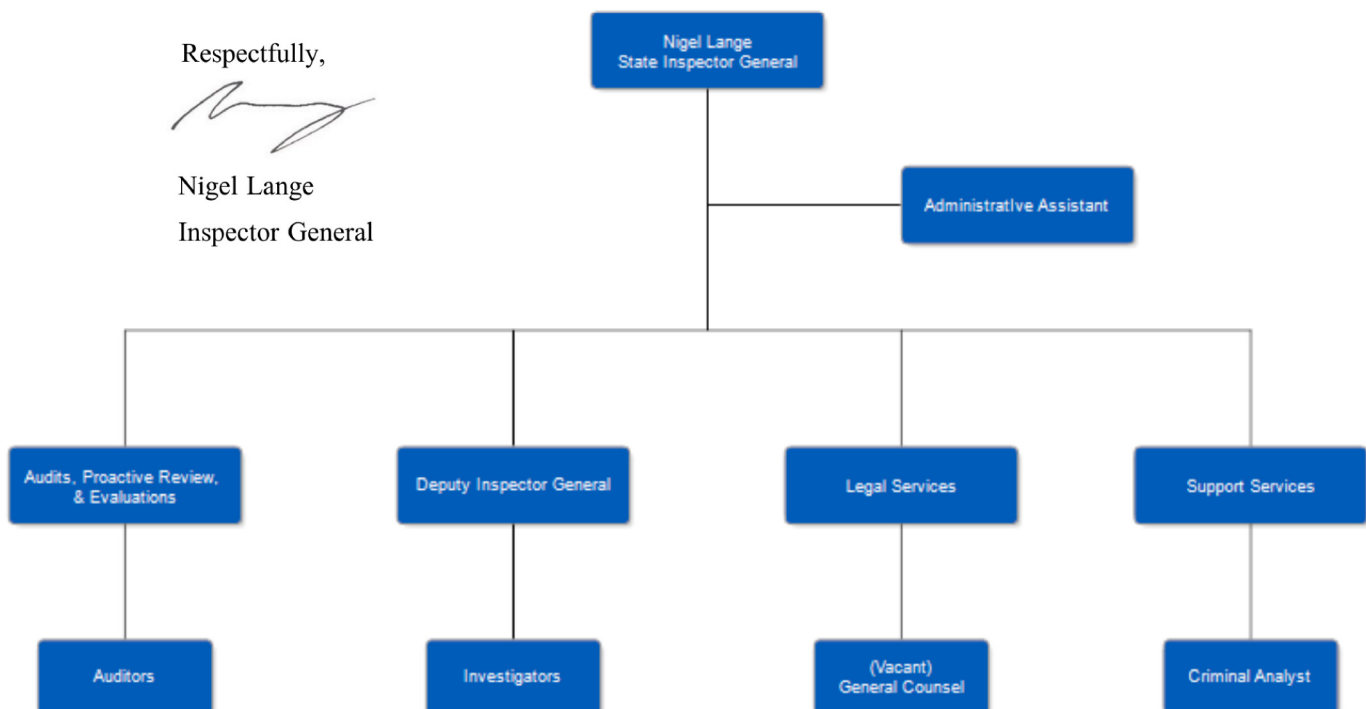 Respectfully,
Nigel Lange
Inspector General
Nigel Lange
State Inspector General
Administrative Assistant
Audits, Proactive Review,
& Evaluations
Deputy Inspector General
Legal Services
Support Services
Auditors
Investigators
(Vacant)
General Counsel
Criminal Analyst